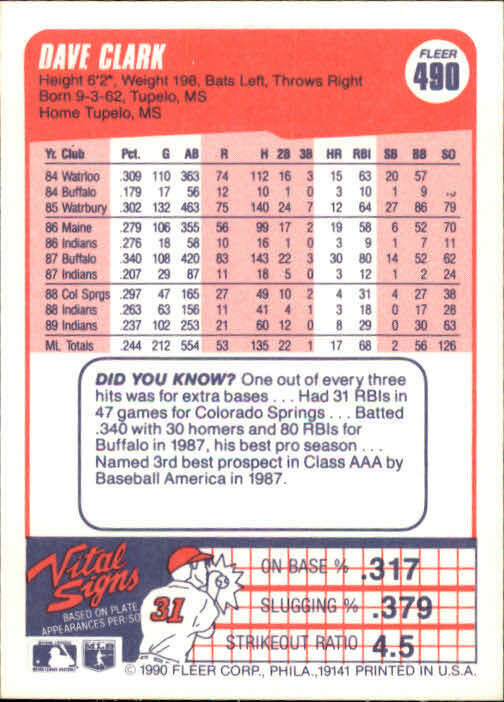 DAVE CLARK
FLEER
490
Height 6'2", Weight 198, Bats Left, Throws Right
Born 9-3-62, Tupelo, MS
Home Tupelo, MS
Yr. Club Pct. G AB R H 2B 3B HR RBI SB BB SO
84 Watrloo .309 110 363 74 112 16 3 15 63 20 57
84 Buffalo .179 17 56 12 10 1 0 3 10 1 9
85 Watrbury .302 132 463 75 140 24 7 12 64 27 86 79
86 Maine .279 106 355 56 99 17 2 19 58 6 52 70
86 Indians .276 18 58 10 16 1 0 3 9 1 7 11
87 Buffalo .340 108 420 83 143 22 3 30 80 14 52 62
87 Indians .207 29 87 11 18 5 0 3 12 1 2 24
88 Col Sprgs .297 47 165 27 49 10 2 4 31 4 27 38
88 Indians .263 63 156 11 41 4 1 3 18 0 17 28
89 Indians .237 102 253 21 60 12 0 8 29 0 30 63
ML Totals .244 212 554 53 135 22 1 17 68 2 56 126
DID YOU KNOW? One out of every three
hits was for extra bases . . . Had 31 RBIs in
47 games for Colorado Springs . . . Batted
.340 with 30 homers and 80 RBIs for
Buffalo in 1987, his best pro season . . .
Named 3rd best prospect in Class AAA by
Baseball America in 1987.
Vital
Signs
BASED ON PLATE
APPEARANCES PER/SO
31
ON BASE % .317
SLUGGING % .379
STRIKEOUT RATIO 4.5
© 1990 FLEER CORP., PHILA., 19141 PRINTED IN U.S.A.